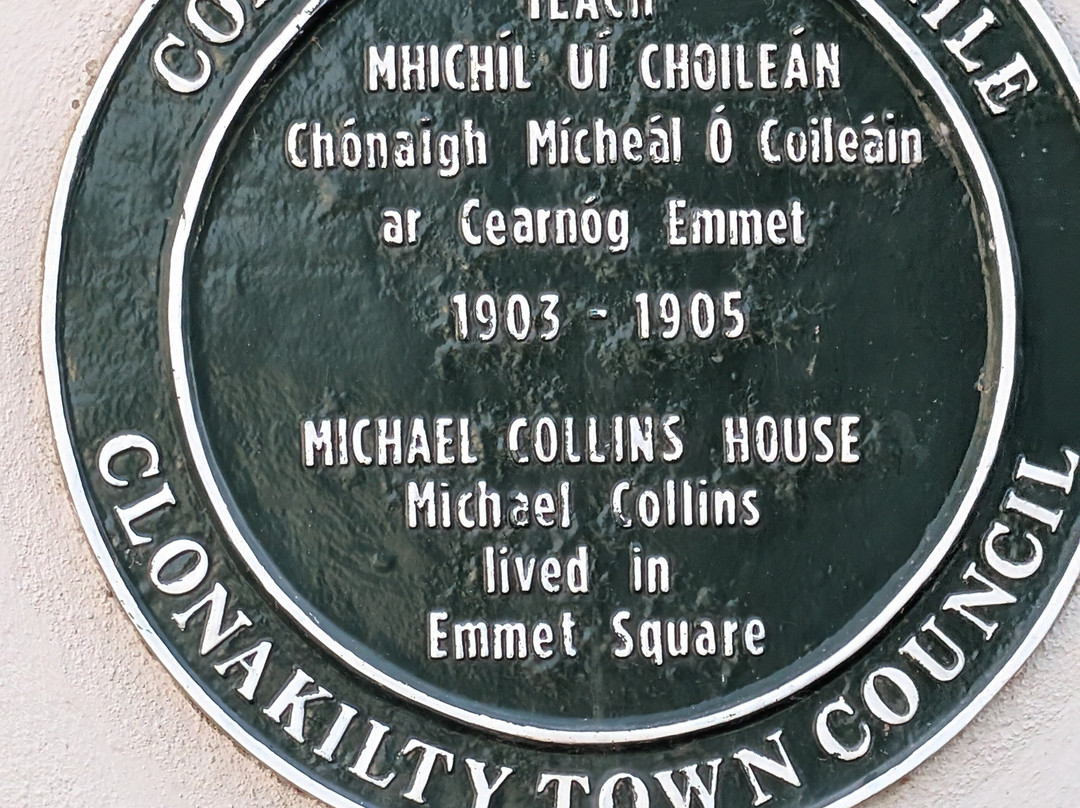 TEACH
MHICHÍL UÍ CHOILEÁN
Chónaigh Mícheál Ó Coileáin
ar Cearnóg Emmet
1903 - 1905
MICHAEL COLLINS HOUSE
Michael Collins
lived in
Emmet Square
CLONAKILTY TOWN COUNCIL